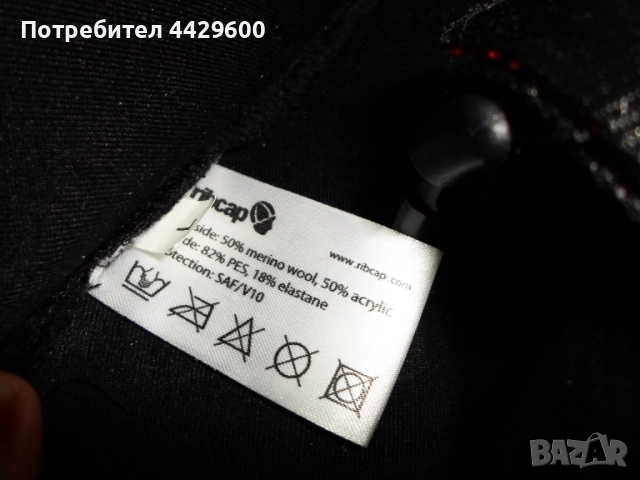 Потребител 4429600
ribcap
side: 50% merino wool, 50% acrylic
de: 82% PES, 18% elastane
otection: SAF/V10
www.ribcap.com
BAZAR